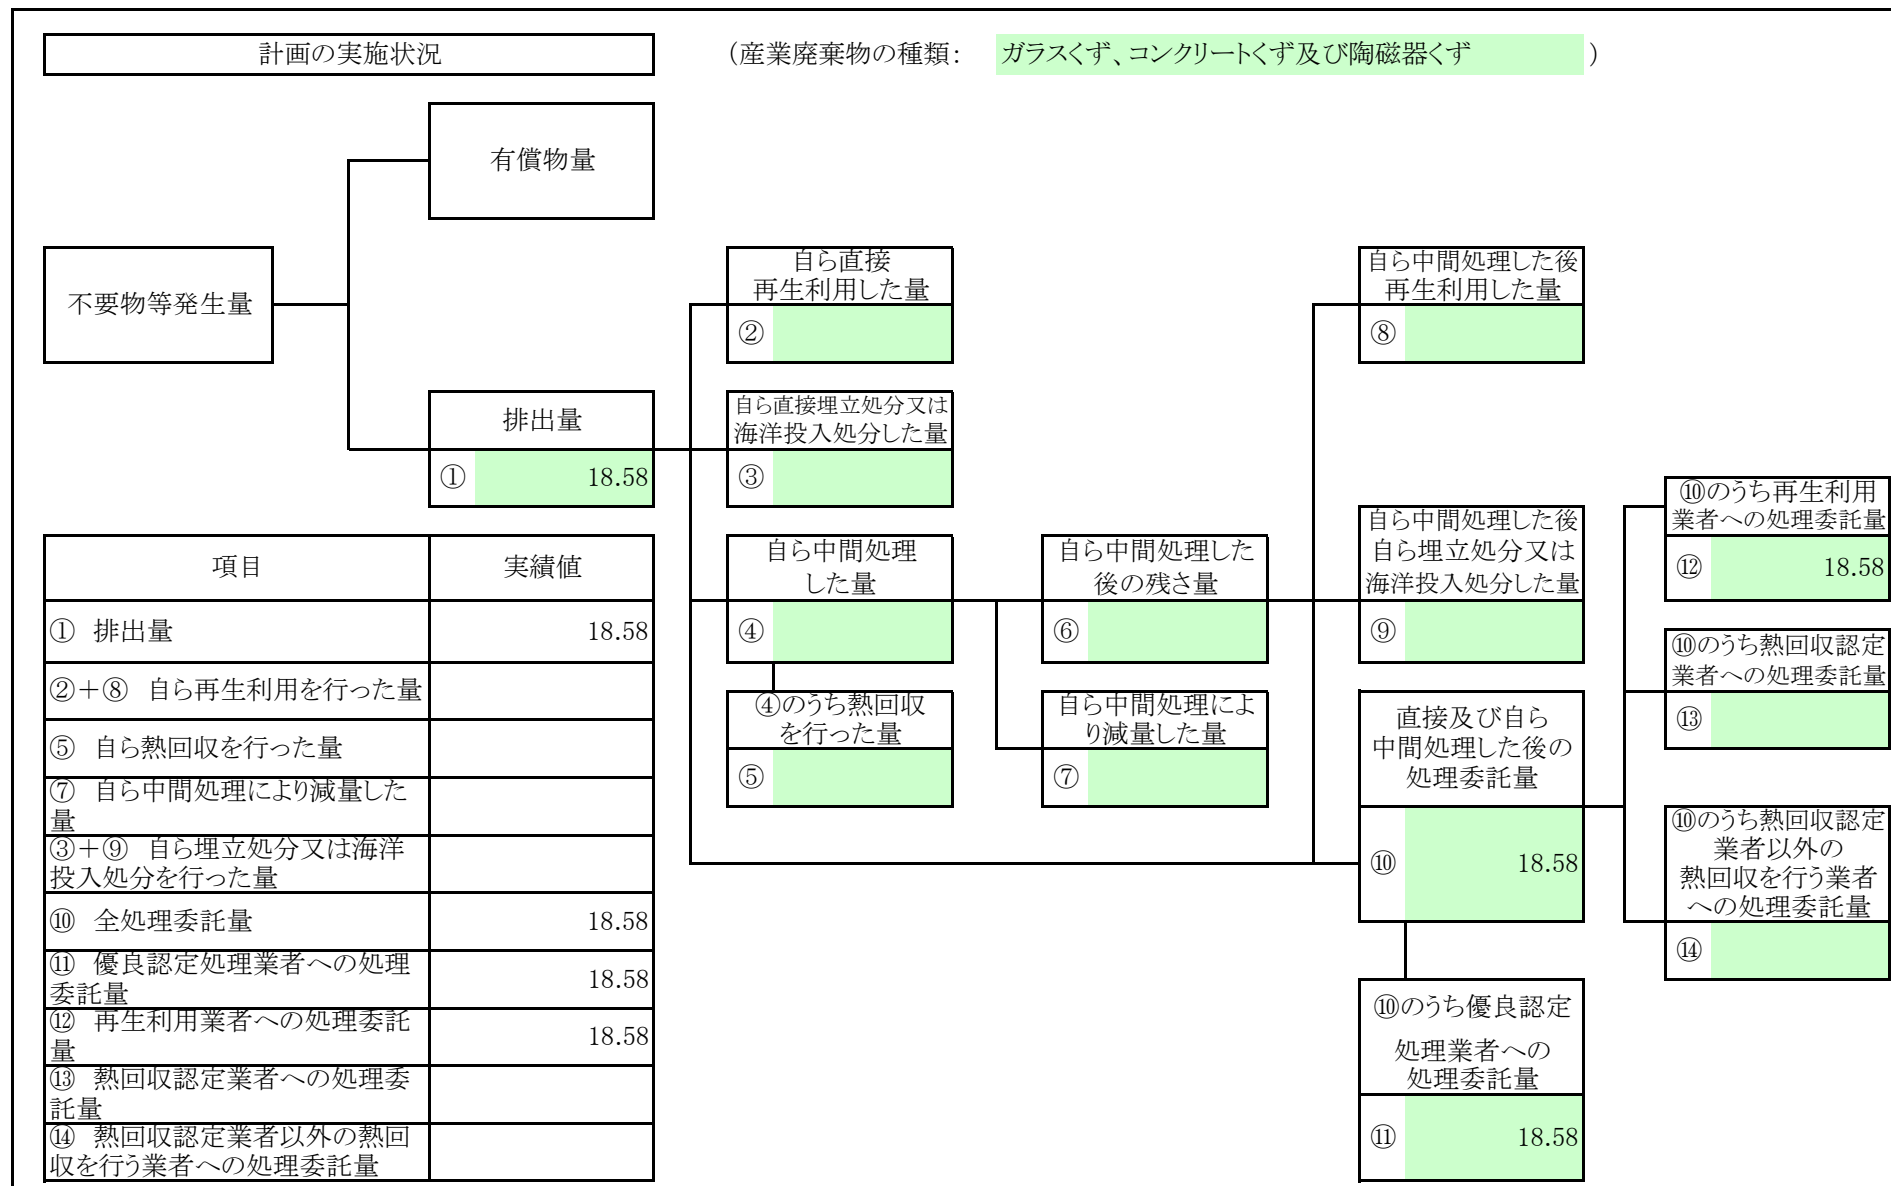 計画の実施状況
（産業廃棄物の種類： ガラスくず、コンクリートくず及び陶磁器くず ）
有償物量
不要物等発生量
自ら直接
再生利用した量
②
自ら中間処理した後
再生利用した量
⑧
排出量
① 18.58
自ら直接埋立処分又は
海洋投入処分した量
③
自ら中間処理
した量
④
自ら中間処理した
後の残さ量
⑥
自ら中間処理した後
自ら埋立処分又は
海洋投入処分した量
⑨
⑩のうち再生利用
業者への処理委託量
⑫ 18.58
⑩のうち熱回収認定
業者への処理委託量
⑬
④のうち熱回収
を行った量
⑤
自ら中間処理によ
り減量した量
⑦
直接及び自ら
中間処理した後の
処理委託量
⑩ 18.58
⑩のうち熱回収認定
業者以外の
熱回収を行う業者
への処理委託量
⑭
⑩のうち優良認定
処理業者への
処理委託量
⑪ 18.58
項目 実績値
① 排出量 18.58
②＋⑧ 自ら再生利用を行った量
⑤ 自ら熱回収を行った量
⑦ 自ら中間処理により減量した
量
③＋⑨ 自ら埋立処分又は海洋
投入処分を行った量
⑩ 全処理委託量 18.58
⑪ 優良認定処理業者への処理
委託量 18.58
⑫ 再生利用業者への処理委託
量 18.58
⑬ 熱回収認定業者への処理委
託量
⑭ 熱回収認定業者以外の熱回
収を行う業者への処理委託量